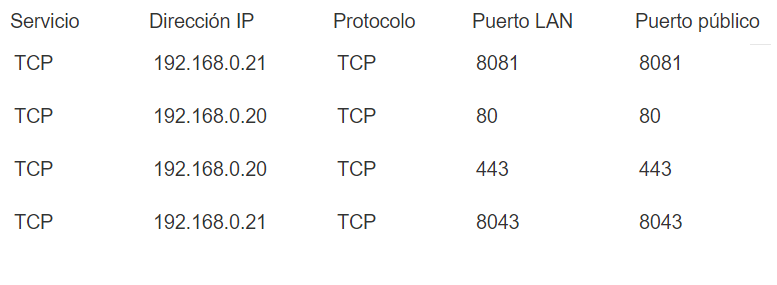 Servicio Dirección IP Protocolo Puerto LAN Puerto público
TCP 192.168.0.21 TCP 8081 8081
TCP 192.168.0.20 TCP 80 80
TCP 192.168.0.20 TCP 443 443
TCP 192.168.0.21 TCP 8043 8043